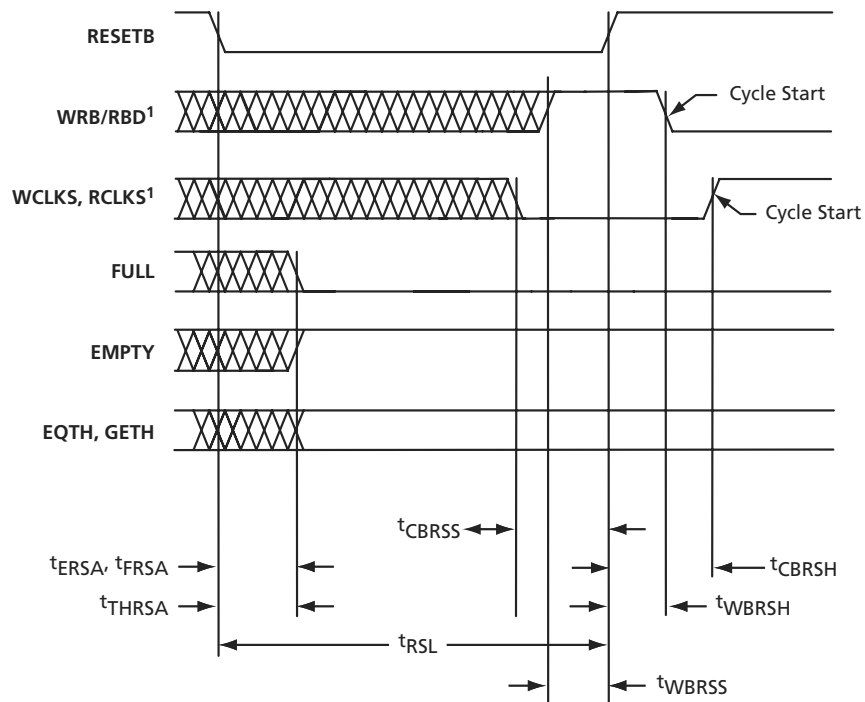 RESETB
WRB/RBD1
Cycle Start
WCLKS, RCLKS1
Cycle Start
FULL
EMPTY
EQTH, GETH
tCBRSS
tERSA, tFRSA
tCBRSH
tTHRSA
tWBRSH
tRSL
tWBRSS